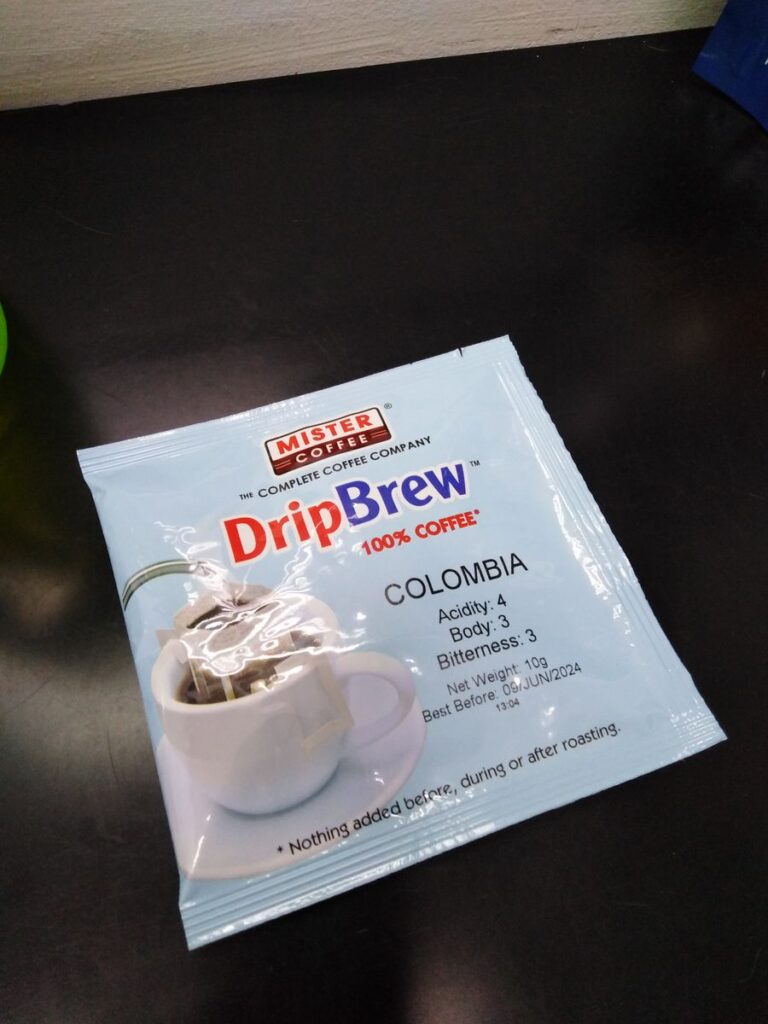 MISTER
COFFEE
®
THE COMPLETE COFFEE COMPANY
DripBrew™
100% COFFEE*
COLOMBIA
Acidity: 4
Body: 3
Bitterness: 3
Net Weight: 10g
Best Before: 09/JUN/2024
13:04
* Nothing added before, during or after roasting.